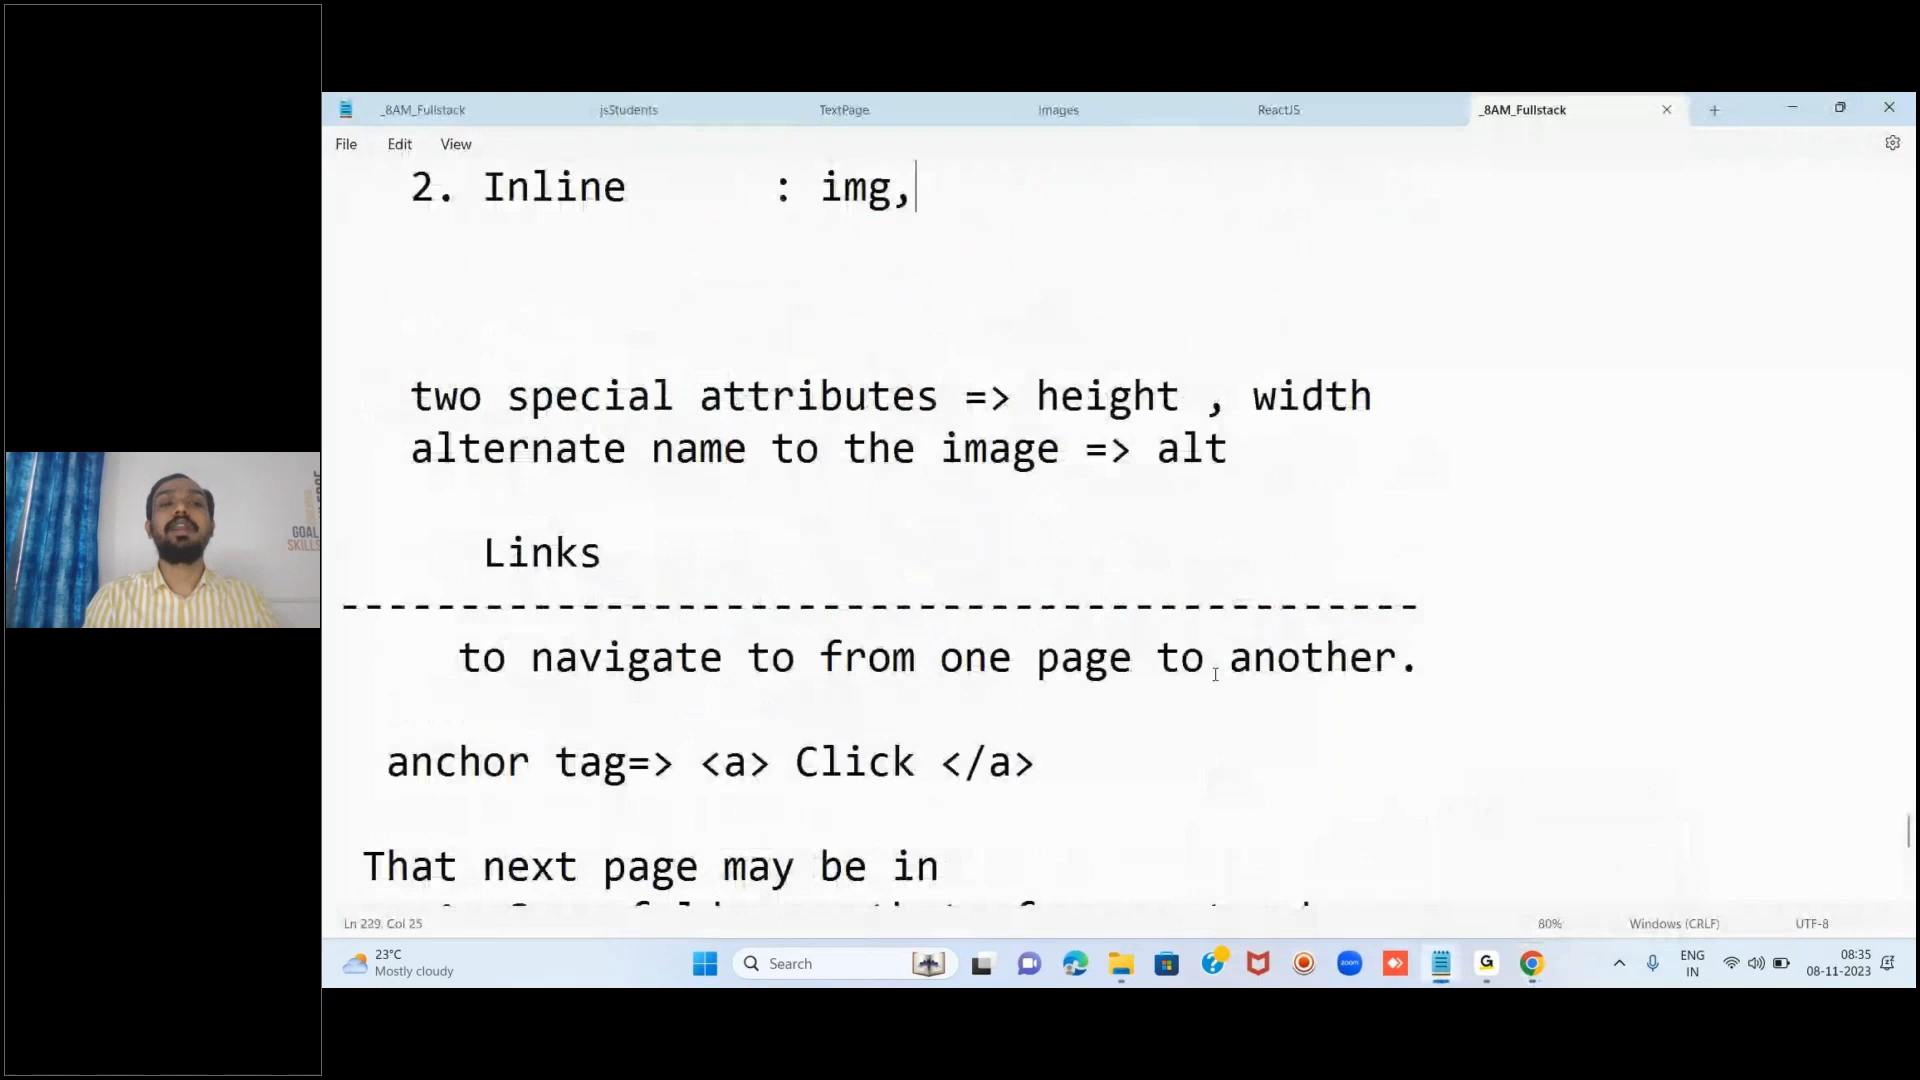 _8AM_Fullstack
jsStudents
TextPage
Images
ReactJS
_8AM_Fullstack
File
Edit
View
2. Inline : img,
two special attributes => height , width
alternate name to the image => alt
Links
---------------------------------------------
to navigate to from one page to another.
anchor tag=> <a> Click </a>
That next page may be in
Ln 229, Col 25
80%
Windows (CRLF)
UTF-8
GOAL
SKILLS
23°C
Mostly cloudy
Search
zoom
G
ENG
IN
08:35
08-11-2023